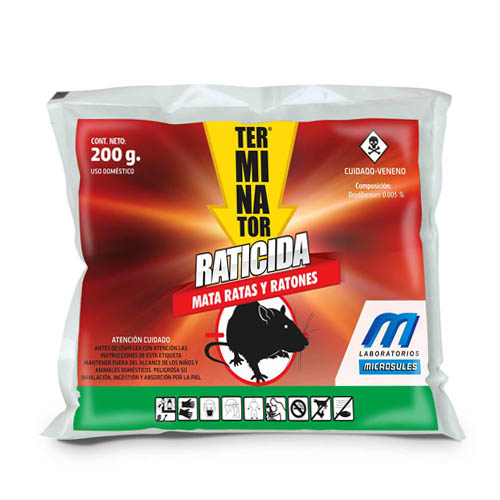 CONT. NETO:
200 g.
USO DOMÉSTICO
TER®
MI
NA
TOR
CUIDADO-VENENO
Composición:
Brodifanoum 0.005 %
RATICIDA
MATA RATAS Y RATONES
ATENCIÓN CUIDADO
ANTES DE USAR LEA CON ATENCIÓN LAS
INSTRUCCIONES DE ESTA ETIQUETA
MANTENER FUERA DEL ALCANCE DE LOS NIÑOS Y
ANIMALES DOMÉSTICOS. PELIGROSA SU
INHALACIÓN, INGESTIÓN Y ABSORCIÓN POR LA PIEL
M
LABORATORIOS
MICROSULES